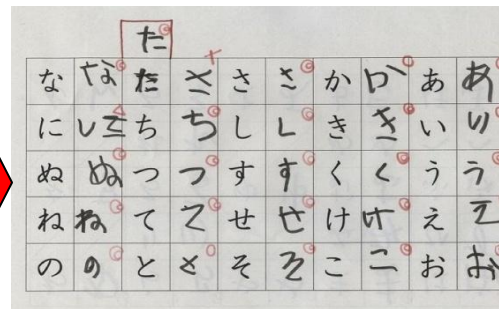 あいうえお
あいうえお
かきくけこ
かきくけこ
さしすせそ
さしすせそ
ちつてと
た
たちつてと
なにぬねの
なにぬねの